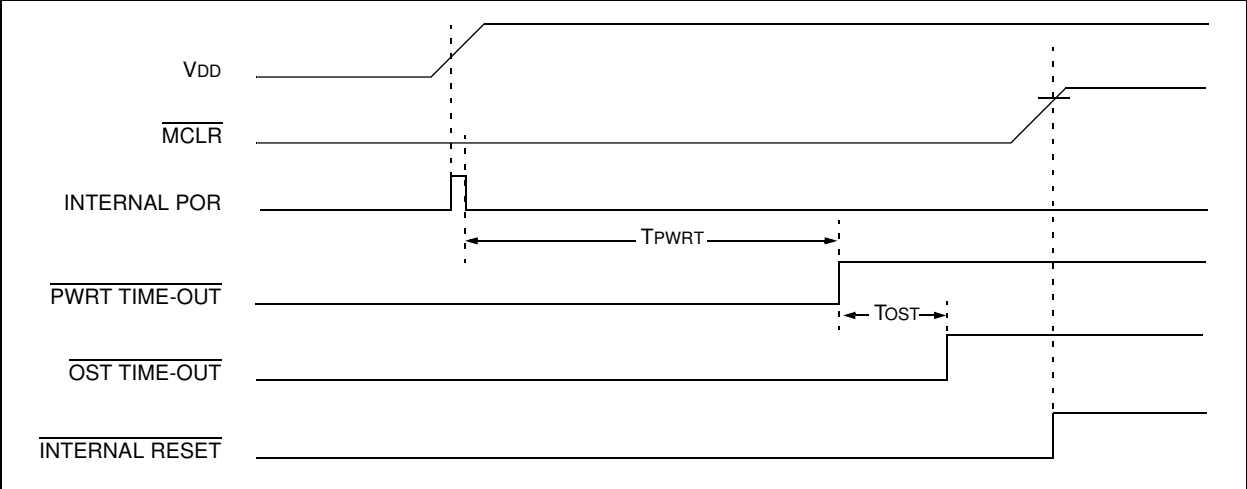 VDD
MCLR
INTERNAL POR
TPWRT
PWRT TIME-OUT
TOST
OST TIME-OUT
INTERNAL RESET